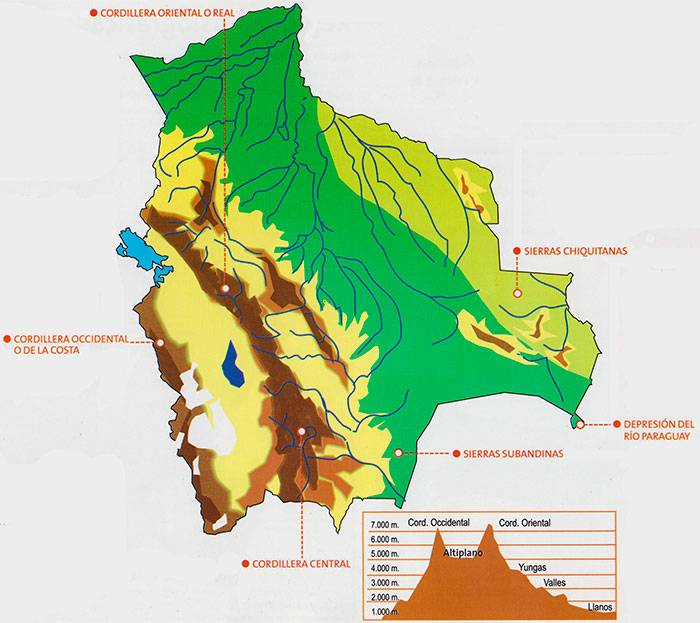 CORDILLERA ORIENTAL O REAL
SIERRAS CHIQUITANAS
CORDILLERA OCCIDENTAL
O DE LA COSTA
DEPRESIÓN DEL
RÍO PARAGUAY
SIERRAS SUBANDINAS
CORDILLERA CENTRAL
7.000 m.
Cord. Occidental
Cord. Oriental
6.000 m.
5.000 m.
Altiplano
4.000 m.
Yungas
3.000 m.
Valles
2.000 m.
Llanos
1.000 m.